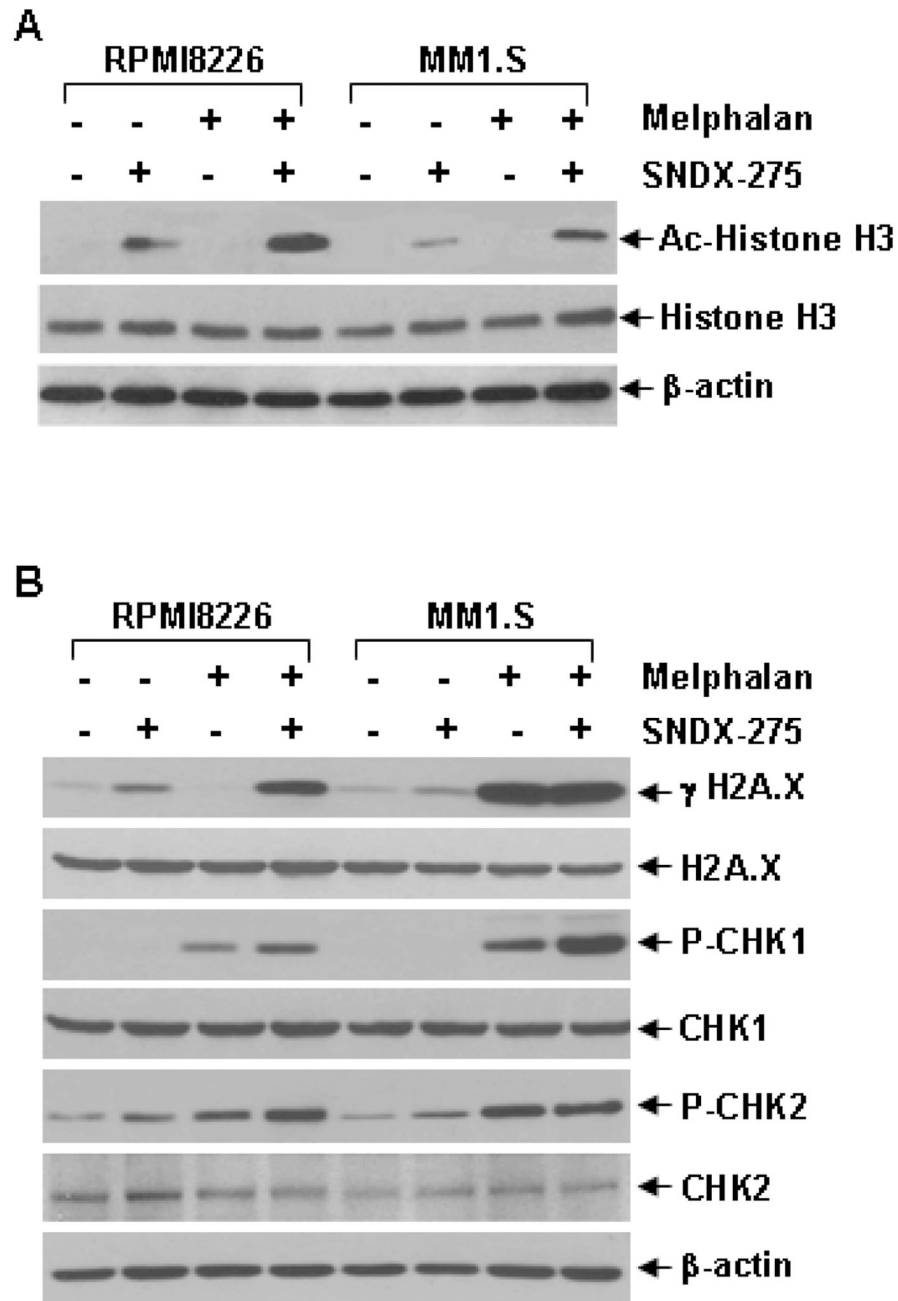 A
RPMI8226 MM1.S
- - + + - - + + Melphalan
- + - + - + - + SNDX-275
Ac-Histone H3
Histone H3
β-actin
B
RPMI8226 MM1.S
- - + + - - + + Melphalan
- + - + - + - + SNDX-275
γ H2A.X
H2A.X
P-CHK1
CHK1
P-CHK2
CHK2
β-actin